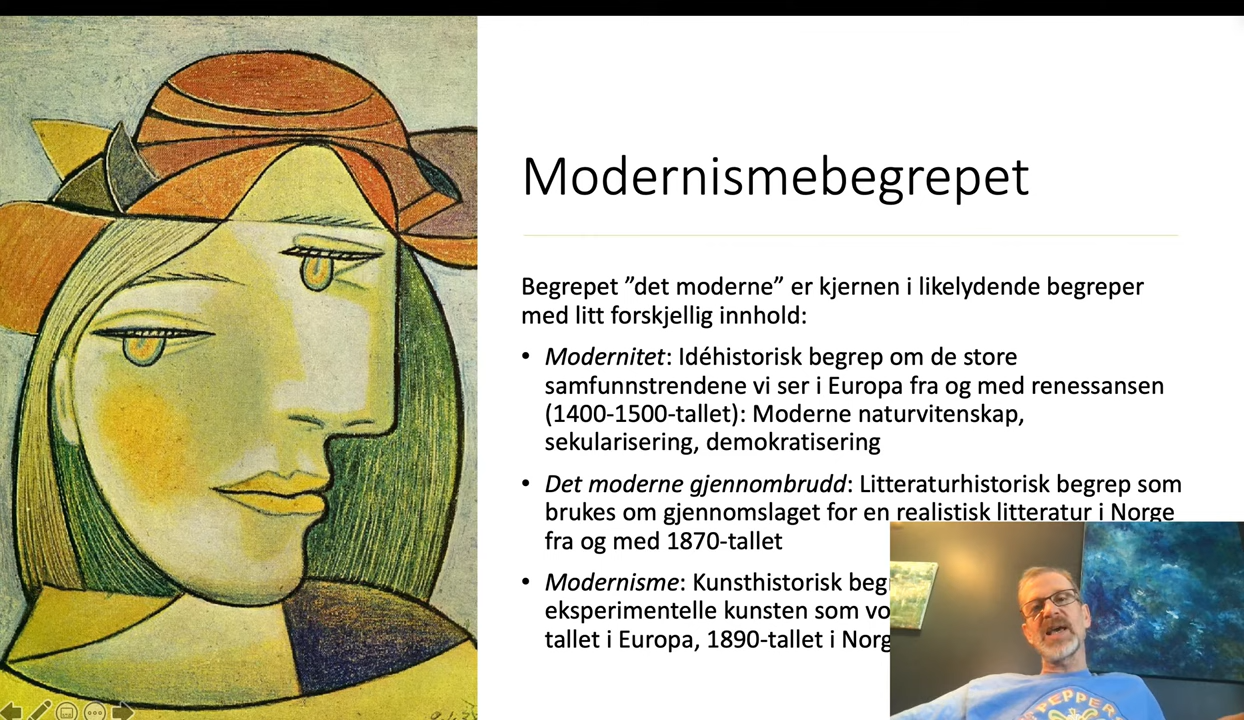 Modernismebegrepet
Begrepet ”det moderne” er kjernen i likelydende begreper
med litt forskjellig innhold:
• Modernitet: Idéhistorisk begrep om de store
samfunnstrendene vi ser i Europa fra og med renessansen
(1400-1500-tallet): Moderne naturvitenskap,
sekularisering, demokratisering
• Det moderne gjennombrudd: Litteraturhistorisk begrep som
brukes om gjennomslaget for en realistisk litteratur i Norge
fra og med 1870-tallet
• Modernisme: Kunsthistorisk
eksperimentelle kunsten som
tallet i Europa, 1890-tallet i
PEPPERS